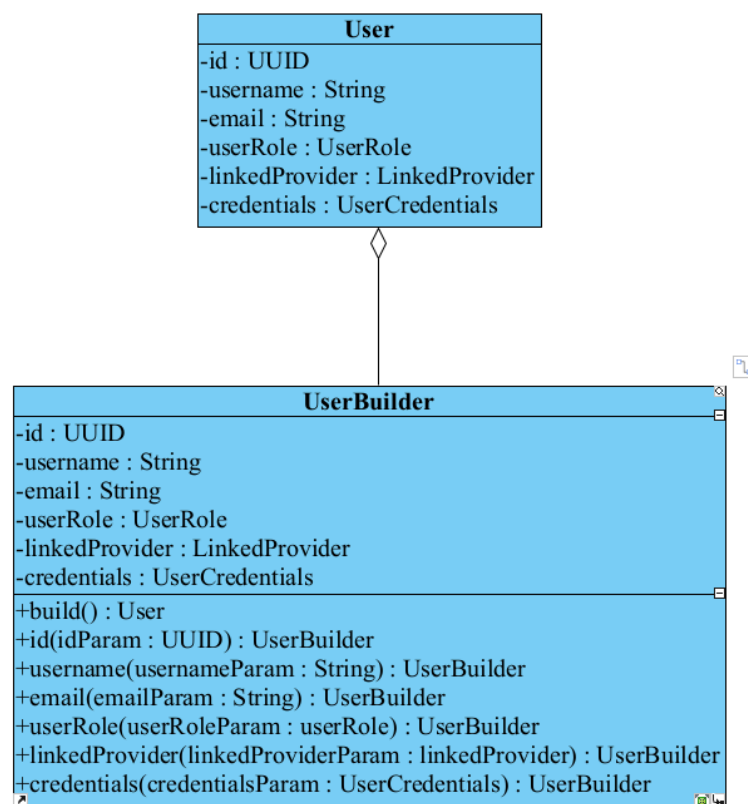 User
-id : UUID
-username : String
-email : String
-userRole : UserRole
-linkedProvider : LinkedProvider
-credentials : UserCredentials
UserBuilder
-id : UUID
-username : String
-email : String
-userRole : UserRole
-linkedProvider : LinkedProvider
-credentials : UserCredentials
+build() : User
+id(idParam : UUID) : UserBuilder
+username(usernameParam : String) : UserBuilder
+email(emailParam : String) : UserBuilder
+userRole(userRoleParam : userRole) : UserBuilder
+linkedProvider(linkedProviderParam : linkedProvider) : UserBuilder
+credentials(credentialsParam : UserCredentials) : UserBuilder